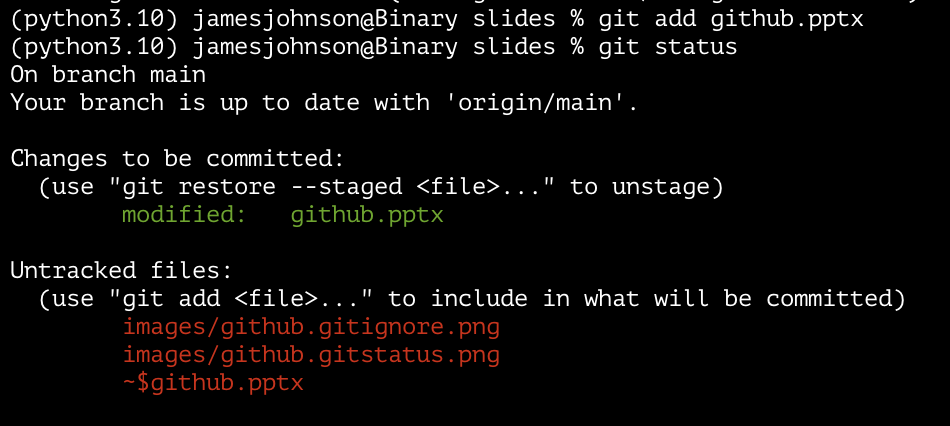 (python3.10) jamesjohnson@Binary slides % git add github.pptx
(python3.10) jamesjohnson@Binary slides % git status
On branch main
Your branch is up to date with 'origin/main'.
Changes to be committed:
(use "git restore --staged <file>..." to unstage)
modified: github.pptx
Untracked files:
(use "git add <file>..." to include in what will be committed)
images/github.gitignore.png
images/github.gitstatus.png
~$github.pptx